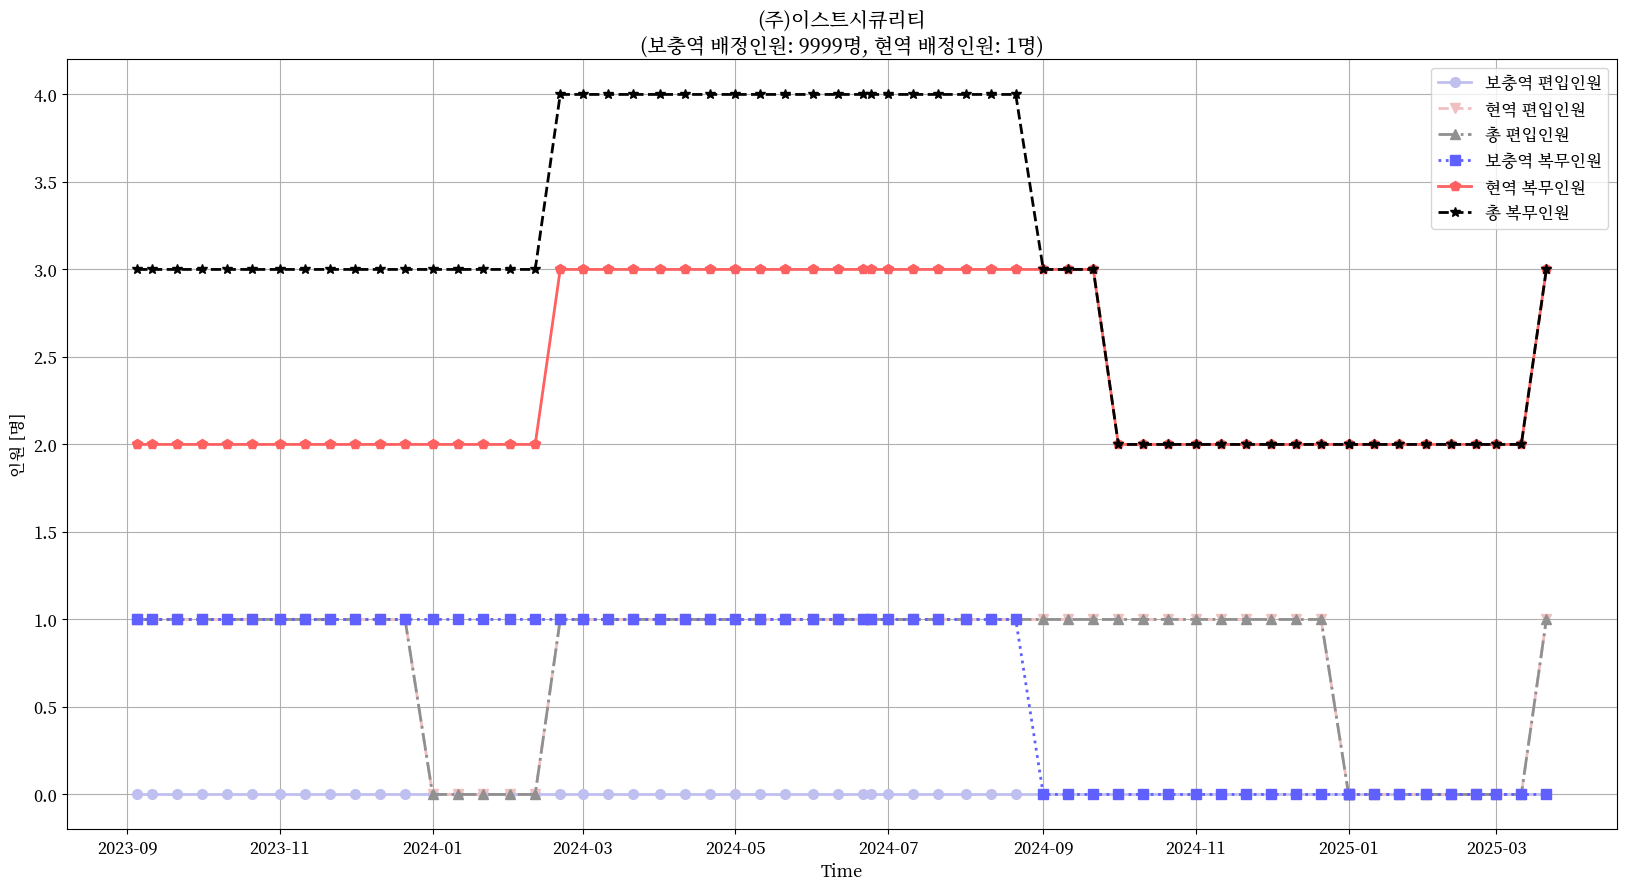 (주)이스트시큐리티
(보충역 배정인원: 9999명, 현역 배정인원: 1명)
보충역 편입인원
현역 편입인원
총 편입인원
보충역 복무인원
현역 복무인원
총 복무인원
인원 [명]
4.0
3.5
3.0
2.5
2.0
1.5
1.0
0.5
0.0
2023-09 2023-11 2024-01 2024-03 2024-05 2024-07 2024-09 2024-11 2025-01 2025-03
Time